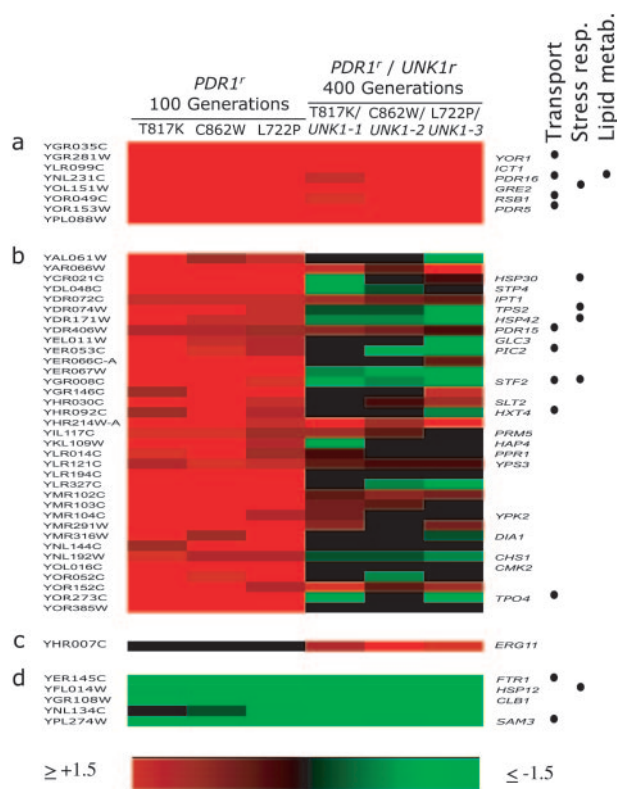 PDR1r
100 Generations
PDR1r / UNK1r
400 Generations
T817K C862W L722P
T817K/ UNK1-1
C862W/ UNK1-2
L722P/ UNK1-3
Transport
Stress resp.
Lipid metab.
a
YGR035C
YGR281W YOR1
YLR099C ICT1
YNL231C PDR16
YOL151W GRE2
YOR049C RSB1
YOR153W PDR5
YPL088W
b
YAL061W
YAR066W
YCR021C HSP30
YDL048C STP4
YDR072C IPT1
YDR074W TPS2
YDR171W HSP42
YDR406W PDR15
YEL011W GLC3
YER053C PIC2
YER066C-A
YER067W
YGR008C STF2
YGR146C
YHR030C SLT2
YHR092C HXT4
YHR214W-A
YIL117C PRM5
YKL109W HAP4
YLR014C PPR1
YLR121C YPS3
YLR194C
YLR327C
YMR102C
YMR103C
YMR104C YPK2
YMR291W
YMR316W DIA1
YNL144C
YNL192W CHS1
YOL016C CMK2
YOR052C
YOR152C
YOR273C TPO4
YOR385W
c
YHR007C ERG11
d
YER145C FTR1
YFL014W HSP12
YGR108W CLB1
YNL134C
YPL274W SAM3
≥ +1.5 ≤ -1.5